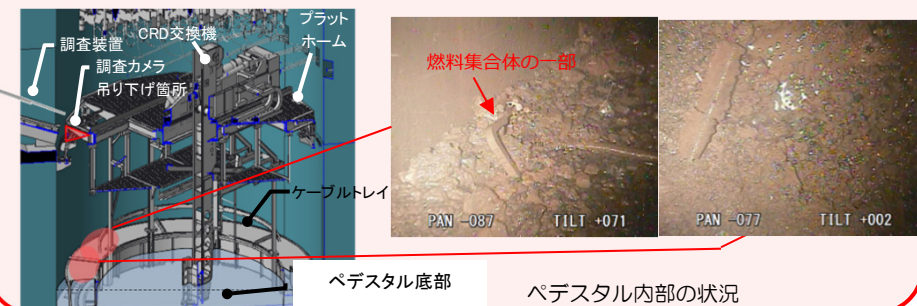 調査装置
調査カメラ
吊り下げ箇所
CRD交換機
プラット
ホーム
ケーブルトレイ
ペデスタル底部
燃料集合体の一部
PAN -087 TILT +071
PAN -077 TILT +002
ペデスタル内部の状況